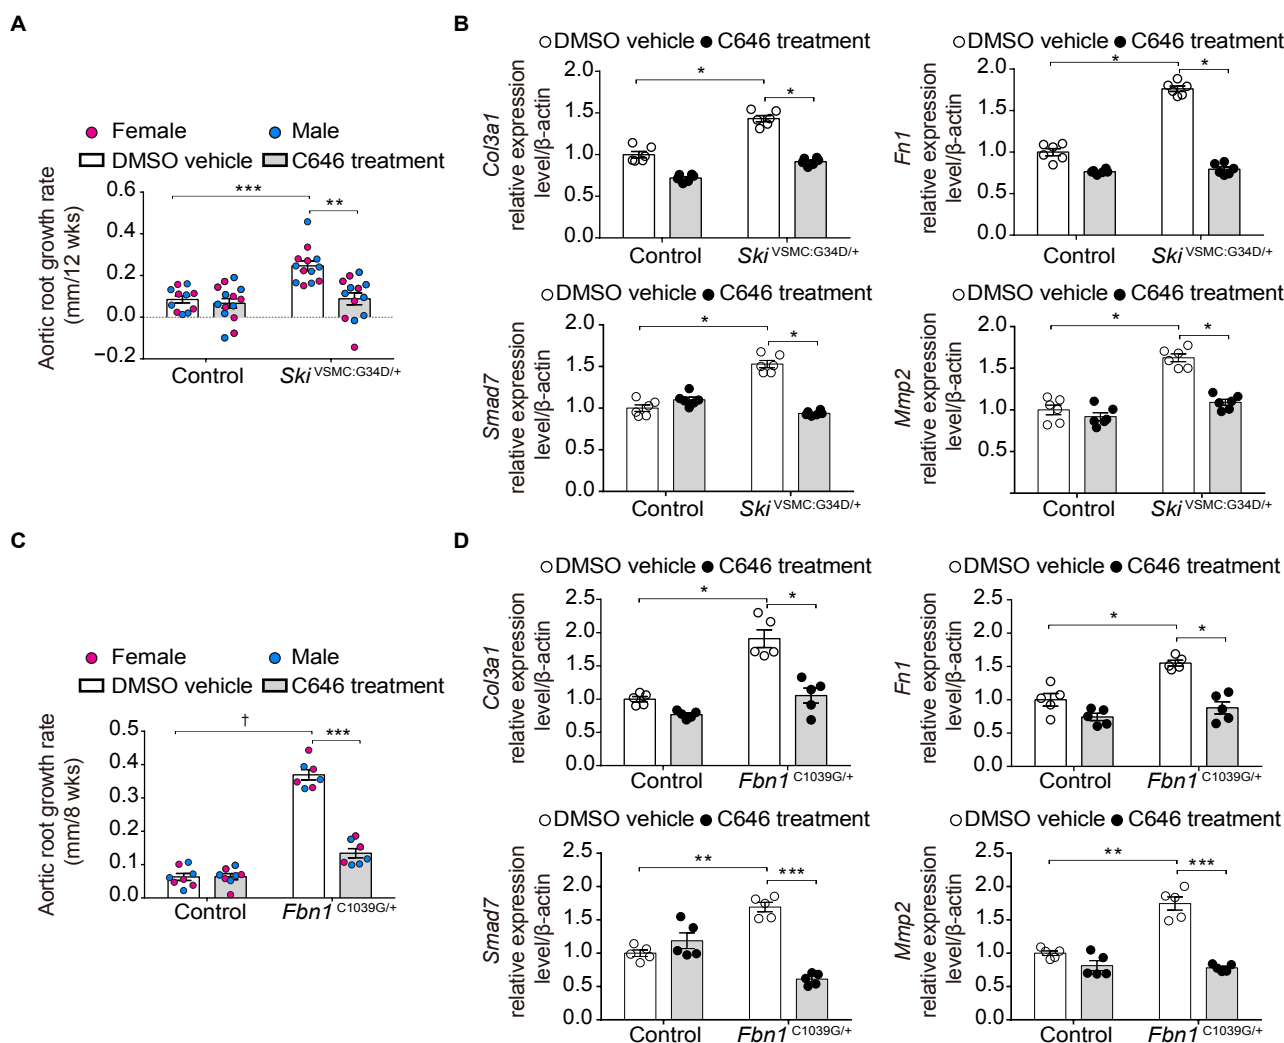 A
Female Male
DMSO vehicle C646 treatment
Aortic root growth rate
(mm/12 wks)
0.6
0.4
0.2
0.0
−0.2
***
**
Control Ski VSMC:G34D/+
B
DMSO vehicle C646 treatment
Col3a1
relative expression
level/β-actin
2.0
1.5
1.0
0.5
0.0
*
*
Control Ski VSMC:G34D/+
DMSO vehicle C646 treatment
Fn1
relative expression
level/β-actin
2.0
1.5
1.0
0.5
0.0
*
*
Control Ski VSMC:G34D/+
DMSO vehicle C646 treatment
Smad7
relative expression
level/β-actin
2.0
1.5
1.0
0.5
0.0
*
*
Control Ski VSMC:G34D/+
DMSO vehicle C646 treatment
Mmp2
relative expression
level/β-actin
2.0
1.5
1.0
0.5
*
*
Control Ski VSMC:G34D/+
C
Female Male
DMSO vehicle C646 treatment
Aortic root growth rate
(mm/8 wks)
0.5
0.4
0.3
0.2
0.1
0.0
†
***
Control Fbn1 C1039G/+
D
DMSO vehicle C646 treatment
Col3a1
relative expression
level/β-actin
2.5
2.0
1.5
1.0
0.5
0.0
*
*
Control Fbn1 C1039G/+
DMSO vehicle C646 treatment
Fn1
relative expression
level/β-actin
2.5
2.0
1.5
1.0
0.5
0.0
*
*
Control Fbn1 C1039G/+
DMSO vehicle C646 treatment
Smad7
relative expression
level/β-actin
2.5
2.0
1.5
1.0
0.5
0.0
**
***
Control Fbn1 C1039G/+
DMSO vehicle C646 treatment
Mmp2
relative expression
level/β-actin
2.5
2.0
1.5
1.0
0.5
0.0
**
***
Control Fbn1 C1039G/+